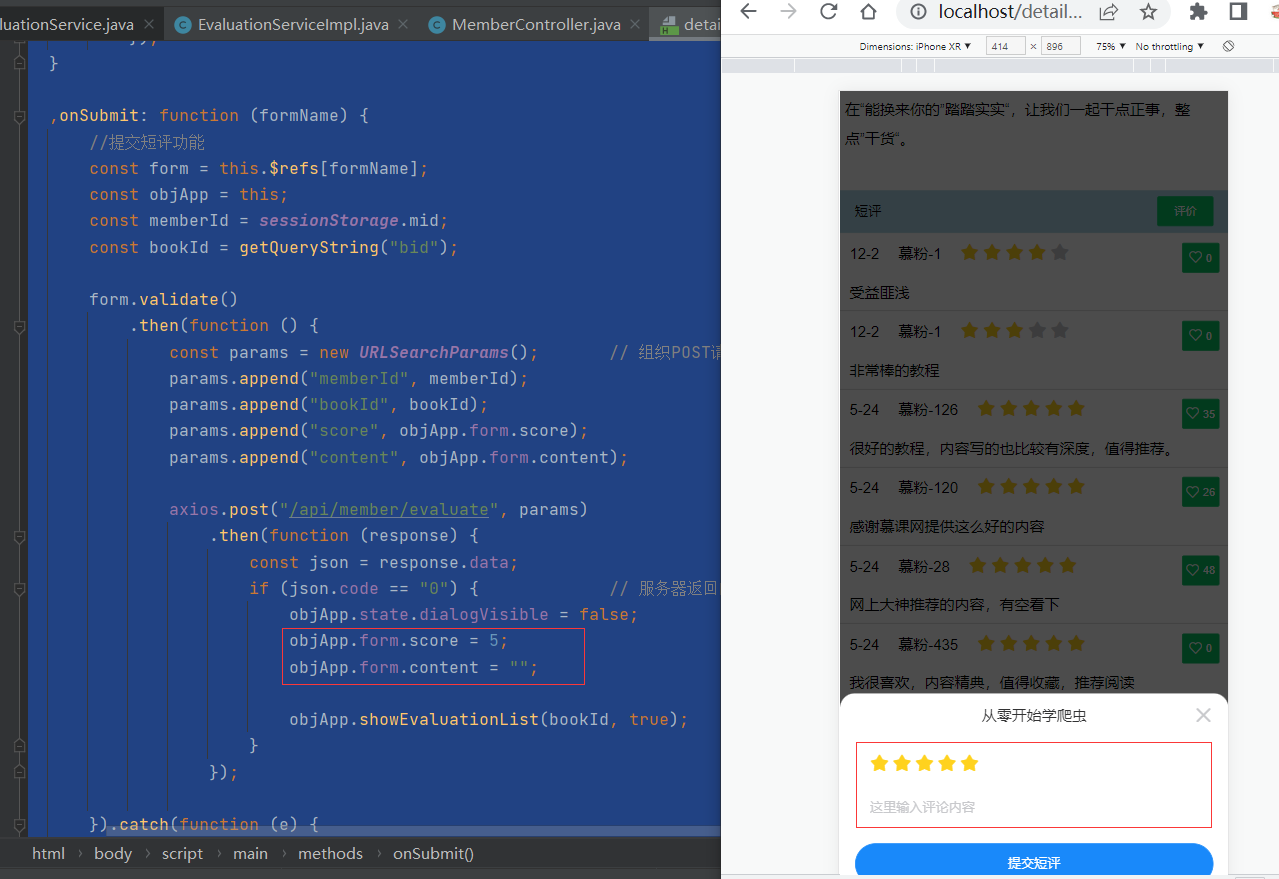 luationService.java
EvaluationServiceImpl.java
MemberController.java
detai
});
}
,onSubmit: function (formName) {
//提交短评功能
const form = this.$refs[formName];
const objApp = this;
const memberId = sessionStorage.mid;
const bookId = getQueryString("bid");
form.validate()
.then(function () {
const params = new URLSearchParams(); // 组织POST请
params.append("memberId", memberId);
params.append("bookId", bookId);
params.append("score", objApp.form.score);
params.append("content", objApp.form.content);
axios.post("/api/member/evaluate", params)
.then(function (response) {
const json = response.data;
if (json.code == "0") { // 服务器返回
objApp.state.dialogVisible = false;
objApp.form.score = 5;
objApp.form.content = "";
objApp.showEvaluationList(bookId, true);
}
});
}).catch(function (e) {
html › body › script › main › methods › onSubmit()
localhost/detail...
Dimensions: iPhone XR ▼ 414 × 896 75% ▼ No throttling ▼
在“能换来你的”踏踏实实“，让我们一起干点正事，整
点”干货“。
短评 评价
12-2 慕粉-1 0
受益匪浅
12-2 慕粉-1 0
非常棒的教程
5-24 慕粉-126 35
很好的教程，内容写的也比较有深度，值得推荐。
5-24 慕粉-120 26
感谢慕课网提供这么好的内容
5-24 慕粉-28 48
网上大神推荐的内容，有空看下
5-24 慕粉-435 0
我很喜欢，内容精典，值得收藏，推荐阅读
从零开始学爬虫
这里输入评论内容
提交短评